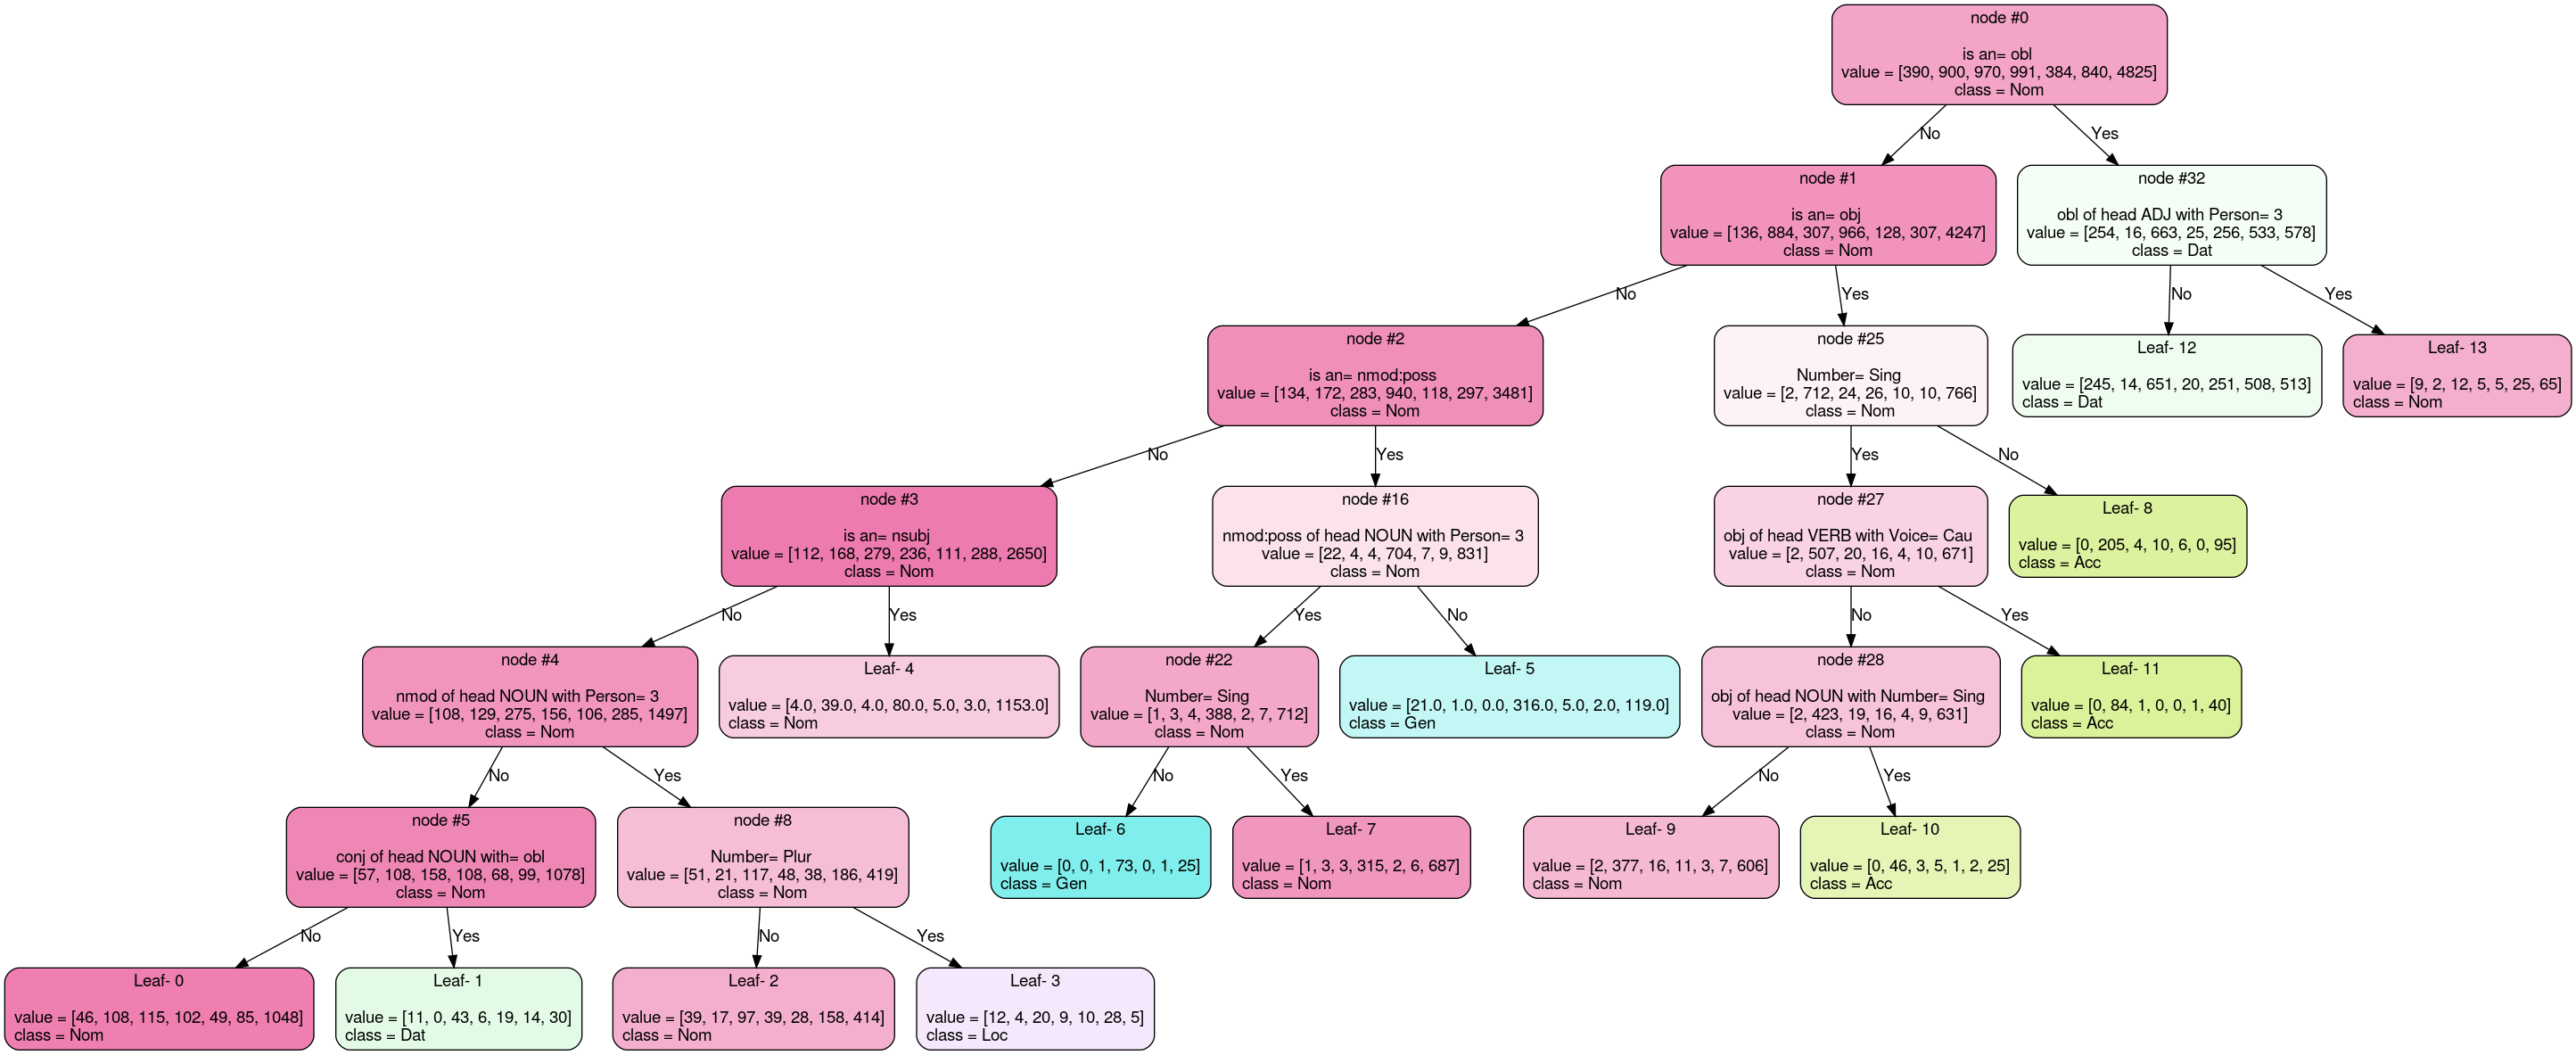 node #0
is an= obl
value = [390, 900, 970, 991, 384, 840, 4825]
class = Nom
No
Yes
node #1
is an= obj
value = [136, 884, 307, 966, 128, 307, 4247]
class = Nom
node #32
obl of head ADJ with Person= 3
value = [254, 16, 663, 25, 256, 533, 578]
class = Dat
No
Yes
No
Yes
node #2
is an= nmod:poss
value = [134, 172, 283, 940, 118, 297, 3481]
class = Nom
node #25
Number= Sing
value = [2, 712, 24, 26, 10, 10, 766]
class = Nom
Leaf- 12
value = [245, 14, 651, 20, 251, 508, 513]
class = Dat
Leaf- 13
value = [9, 2, 12, 5, 5, 25, 65]
class = Nom
No
Yes
Yes
No
node #3
is an= nsubj
value = [112, 168, 279, 236, 111, 288, 2650]
class = Nom
node #16
nmod:poss of head NOUN with Person= 3
value = [22, 4, 4, 704, 7, 9, 831]
class = Nom
node #27
obj of head VERB with Voice= Cau
value = [2, 507, 20, 16, 4, 10, 671]
class = Nom
Leaf- 8
value = [0, 205, 4, 10, 6, 0, 95]
class = Acc
No
Yes
Yes
No
No
Yes
node #4
nmod of head NOUN with Person= 3
value = [108, 129, 275, 156, 106, 285, 1497]
class = Nom
Leaf- 4
value = [4.0, 39.0, 4.0, 80.0, 5.0, 3.0, 1153.0]
class = Nom
node #22
Number= Sing
value = [1, 3, 4, 388, 2, 7, 712]
class = Nom
Leaf- 5
value = [21.0, 1.0, 0.0, 316.0, 5.0, 2.0, 119.0]
class = Gen
node #28
obj of head NOUN with Number= Sing
value = [2, 423, 19, 16, 4, 9, 631]
class = Nom
Leaf- 11
value = [0, 84, 1, 0, 0, 1, 40]
class = Acc
No
Yes
No
Yes
No
Yes
node #5
conj of head NOUN with= obl
value = [57, 108, 158, 108, 68, 99, 1078]
class = Nom
node #8
Number= Plur
value = [51, 21, 117, 48, 38, 186, 419]
class = Nom
Leaf- 6
value = [0, 0, 1, 73, 0, 1, 25]
class = Gen
Leaf- 7
value = [1, 3, 3, 315, 2, 6, 687]
class = Nom
Leaf- 9
value = [2, 377, 16, 11, 3, 7, 606]
class = Nom
Leaf- 10
value = [0, 46, 3, 5, 1, 2, 25]
class = Acc
No
Yes
No
Yes
Leaf- 0
value = [46, 108, 115, 102, 49, 85, 1048]
class = Nom
Leaf- 1
value = [11, 0, 43, 6, 19, 14, 30]
class = Dat
Leaf- 2
value = [39, 17, 97, 39, 28, 158, 414]
class = Nom
Leaf- 3
value = [12, 4, 20, 9, 10, 28, 5]
class = Loc